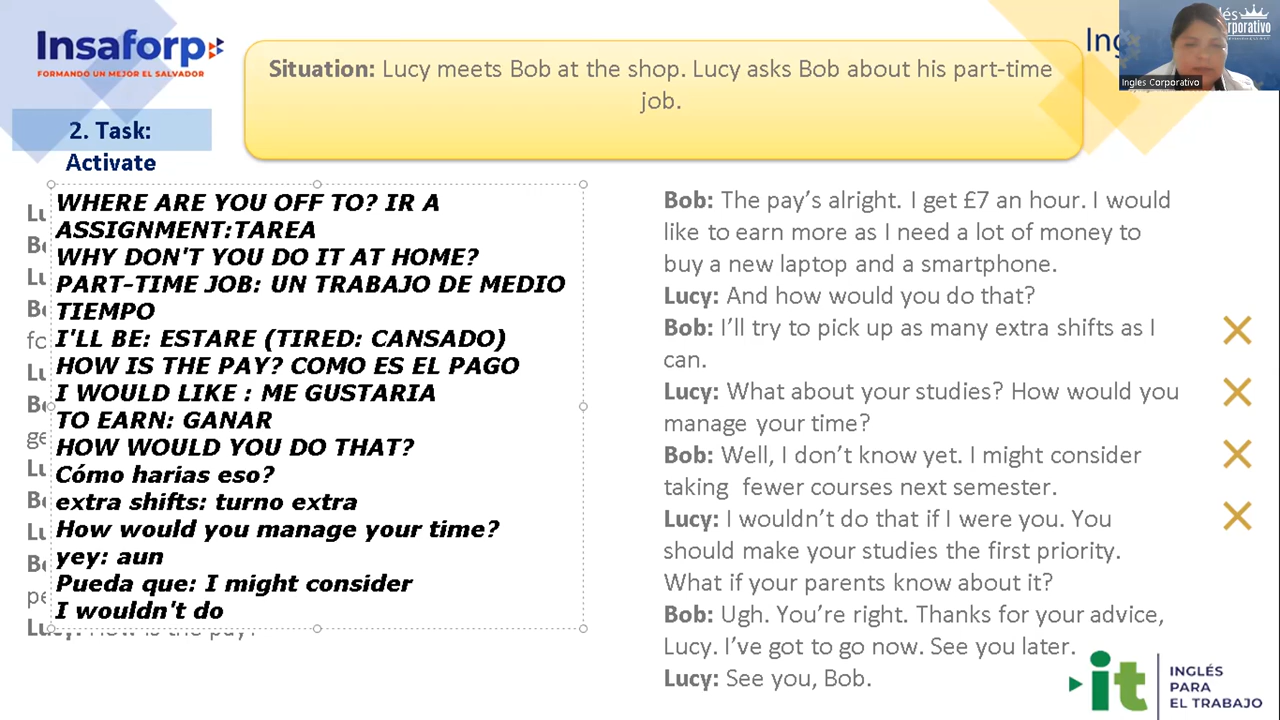 Insaforp
FORMANDO UN MEJOR EL SALVADOR
Situation: Lucy meets Bob at the shop. Lucy asks Bob about his part-time
job.
Ingles Corporativo
2. Task:
Activate
WHERE ARE YOU OFF TO? IR A
ASSIGNMENT:TAREA
WHY DON'T YOU DO IT AT HOME?
PART-TIME JOB: UN TRABAJO DE MEDIO
TIEMPO
I'LL BE: ESTARE (TIRED: CANSADO)
HOW IS THE PAY? COMO ES EL PAGO
I WOULD LIKE : ME GUSTARIA
TO EARN: GANAR
HOW WOULD YOU DO THAT?
Cómo harias eso?
extra shifts: turno extra
How would you manage your time?
yey: aun
Pueda que: I might consider
I wouldn't do
Lucy: How is the pay?
Bob: The pay's alright. I get £7 an hour. I would
like to earn more as I need a lot of money to
buy a new laptop and a smartphone.
Lucy: And how would you do that?
Bob: I'll try to pick up as many extra shifts as I
can.
Lucy: What about your studies? How would you
manage your time?
Bob: Well, I don't know yet. I might consider
taking fewer courses next semester.
Lucy: I wouldn't do that if I were you. You
should make your studies the first priority.
What if your parents know about it?
Bob: Ugh. You're right. Thanks for your advice,
Lucy. I've got to go now. See you later.
Lucy: See you, Bob.
it
INGLÉS
PARA
EL TRABAJO